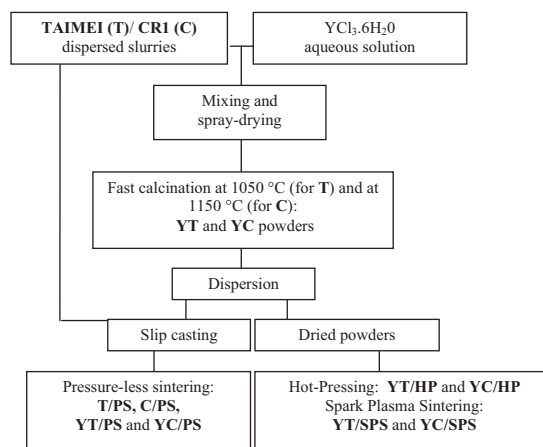 TAIMEI (T)/ CR1 (C)
dispersed slurries
YCl₃.6H₂0
aqueous solution
Mixing and
spray-drying
Fast calcination at 1050 °C (for T) and at
1150 °C (for C):
YT and YC powders
Dispersion
Slip casting
Dried powders
Pressure-less sintering:
T/PS, C/PS,
YT/PS and YC/PS
Hot-Pressing: YT/HP and YC/HP
Spark Plasma Sintering:
YT/SPS and YC/SPS